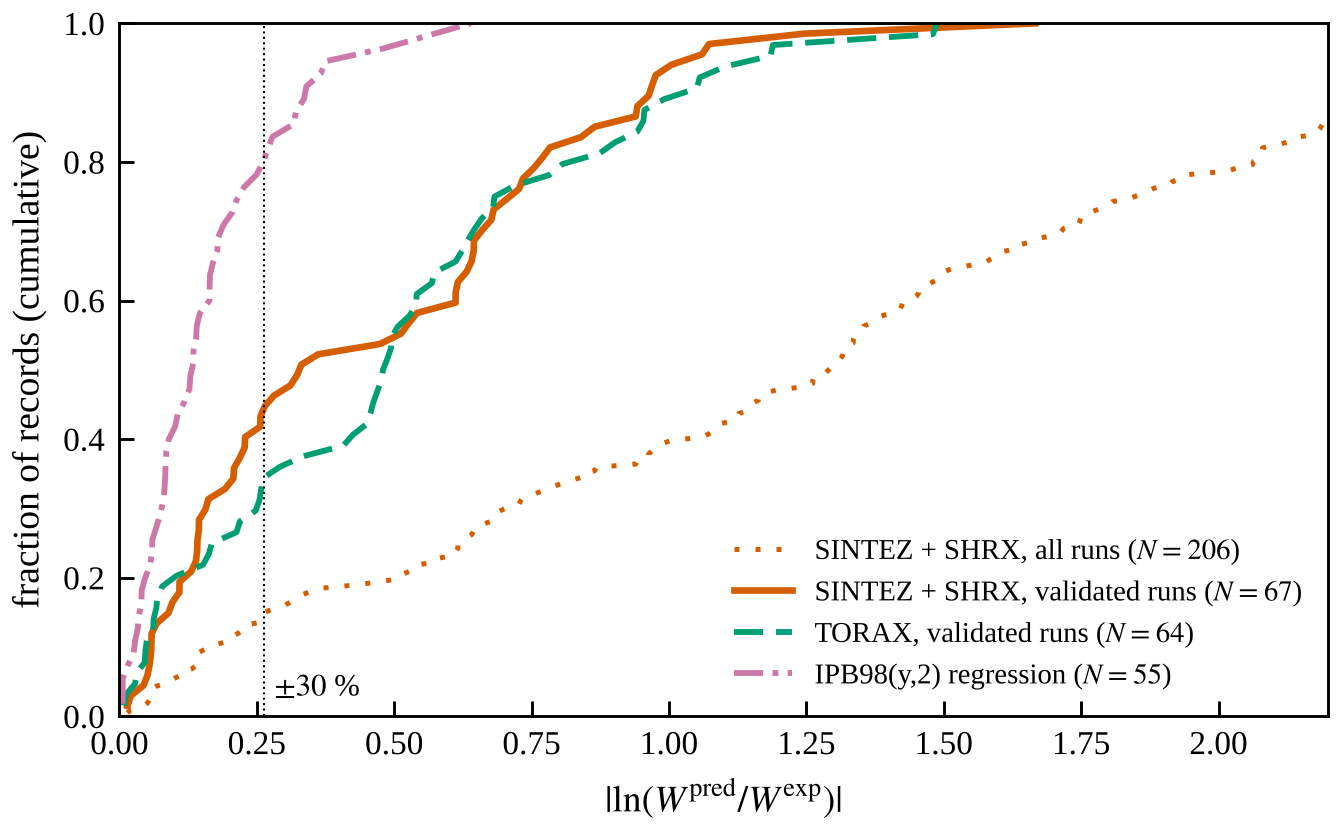 fraction of records (cumulative)
1.0
0.8
0.6
0.4
0.2
0.0
±30 %
SINTEZ + SHRX, all runs (N = 206)
SINTEZ + SHRX, validated runs (N = 67)
TORAX, validated runs (N = 64)
IPB98(y,2) regression (N = 55)
0.00 0.25 0.50 0.75 1.00 1.25 1.50 1.75 2.00
|ln(W^pred/W^exp)|